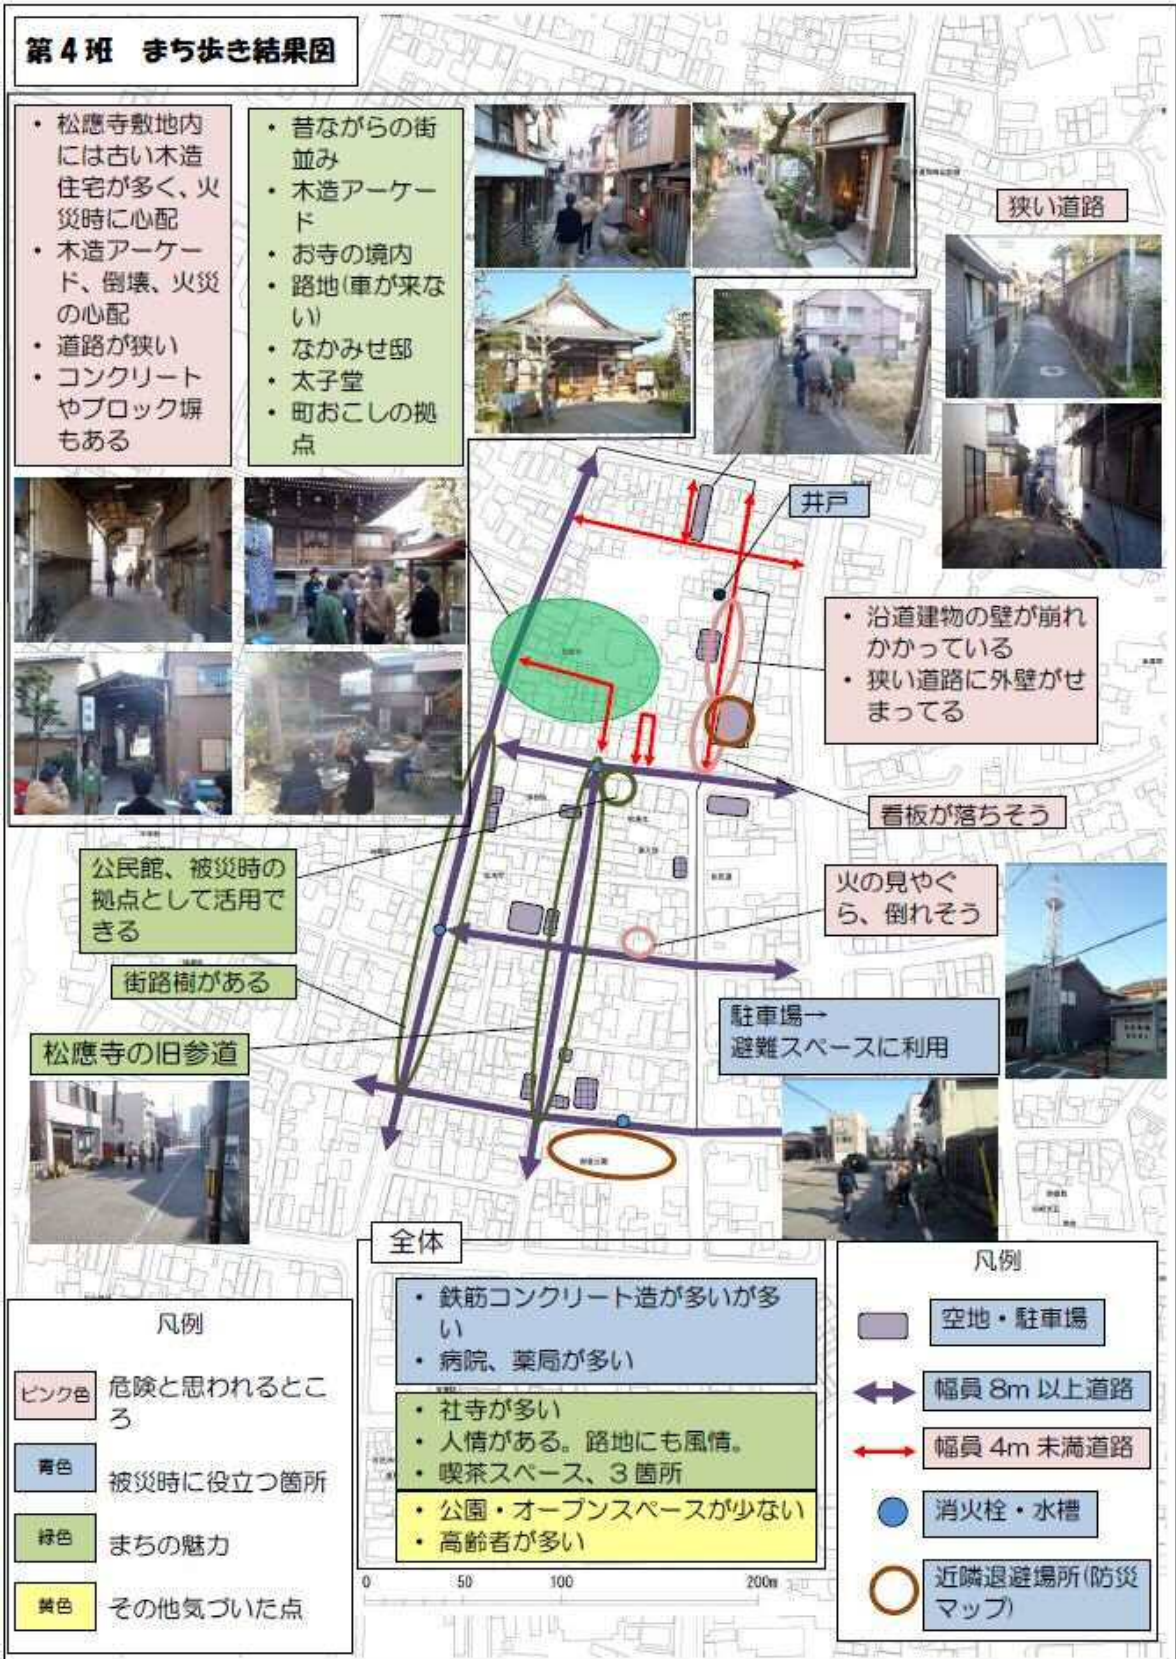 第4班 まち歩き結果図
・松應寺敷地内
には古い木造
住宅が多く、火
災時に心配
・木造アーケー
ド、倒壊、火災
の心配
・道路が狭い
・コンクリート
やブロック塀
もある
・昔ながらの街
並み
・木造アーケー
ド
・お寺の境内
・路地(車が来な
い)
・なかみせ邸
・太子堂
・町おこしの拠
点
狭い道路
井戸
・沿道建物の壁が崩れ
かかっている
・狭い道路に外壁がせ
まってる
看板が落ちそう
公民館、被災時の
拠点として活用で
きる
火の見やぐ
ら、倒れそう
街路樹がある
松應寺の旧参道
駐車場→
避難スペースに利用
全体
・鉄筋コンクリート造が多いが多
い
・病院、薬局が多い
・社寺が多い
・人情がある。路地にも風情。
・喫茶スペース、3箇所
・公園・オープンスペースが少ない
・高齢者が多い
0 50 100 200m
凡例
ピンク色 危険と思われるとこ
ろ
青色 被災時に役立つ箇所
緑色 まちの魅力
黄色 その他気づいた点
凡例
空地・駐車場
幅員8m以上道路
幅員4m未満道路
消火栓・水槽
近隣退避場所(防災
マップ)